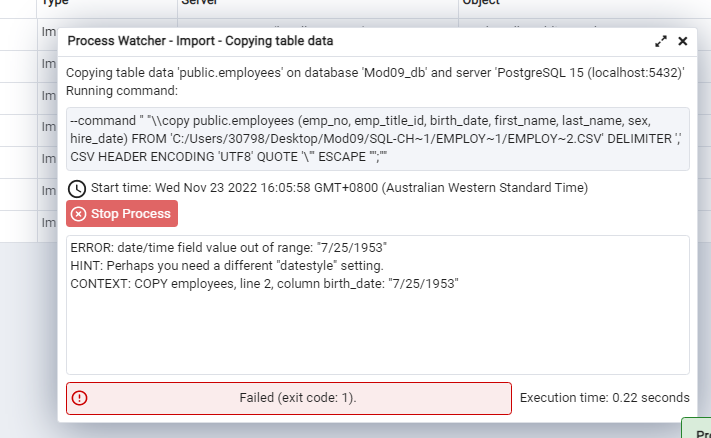 Type Server Object
Process Watcher - Import - Copying table data
Copying table data 'public.employees' on database 'Mod09_db' and server 'PostgreSQL 15 (localhost:5432)'
Running command:
--command " "\\copy public.employees (emp_no, emp_title_id, birth_date, first_name, last_name, sex,
hire_date) FROM 'C:/Users/30798/Desktop/Mod09/SQL-CH~1/EMPLOY~1/EMPLOY~2.CSV' DELIMITER ','
CSV HEADER ENCODING 'UTF8' QUOTE '\"' ESCAPE '''';""
Start time: Wed Nov 23 2022 16:05:58 GMT+0800 (Australian Western Standard Time)
Stop Process
ERROR: date/time field value out of range: "7/25/1953"
HINT: Perhaps you need a different "datestyle" setting.
CONTEXT: COPY employees, line 2, column birth_date: "7/25/1953"
Failed (exit code: 1).
Execution time: 0.22 seconds
Im
Im
Im
Im
Im
Im
Im